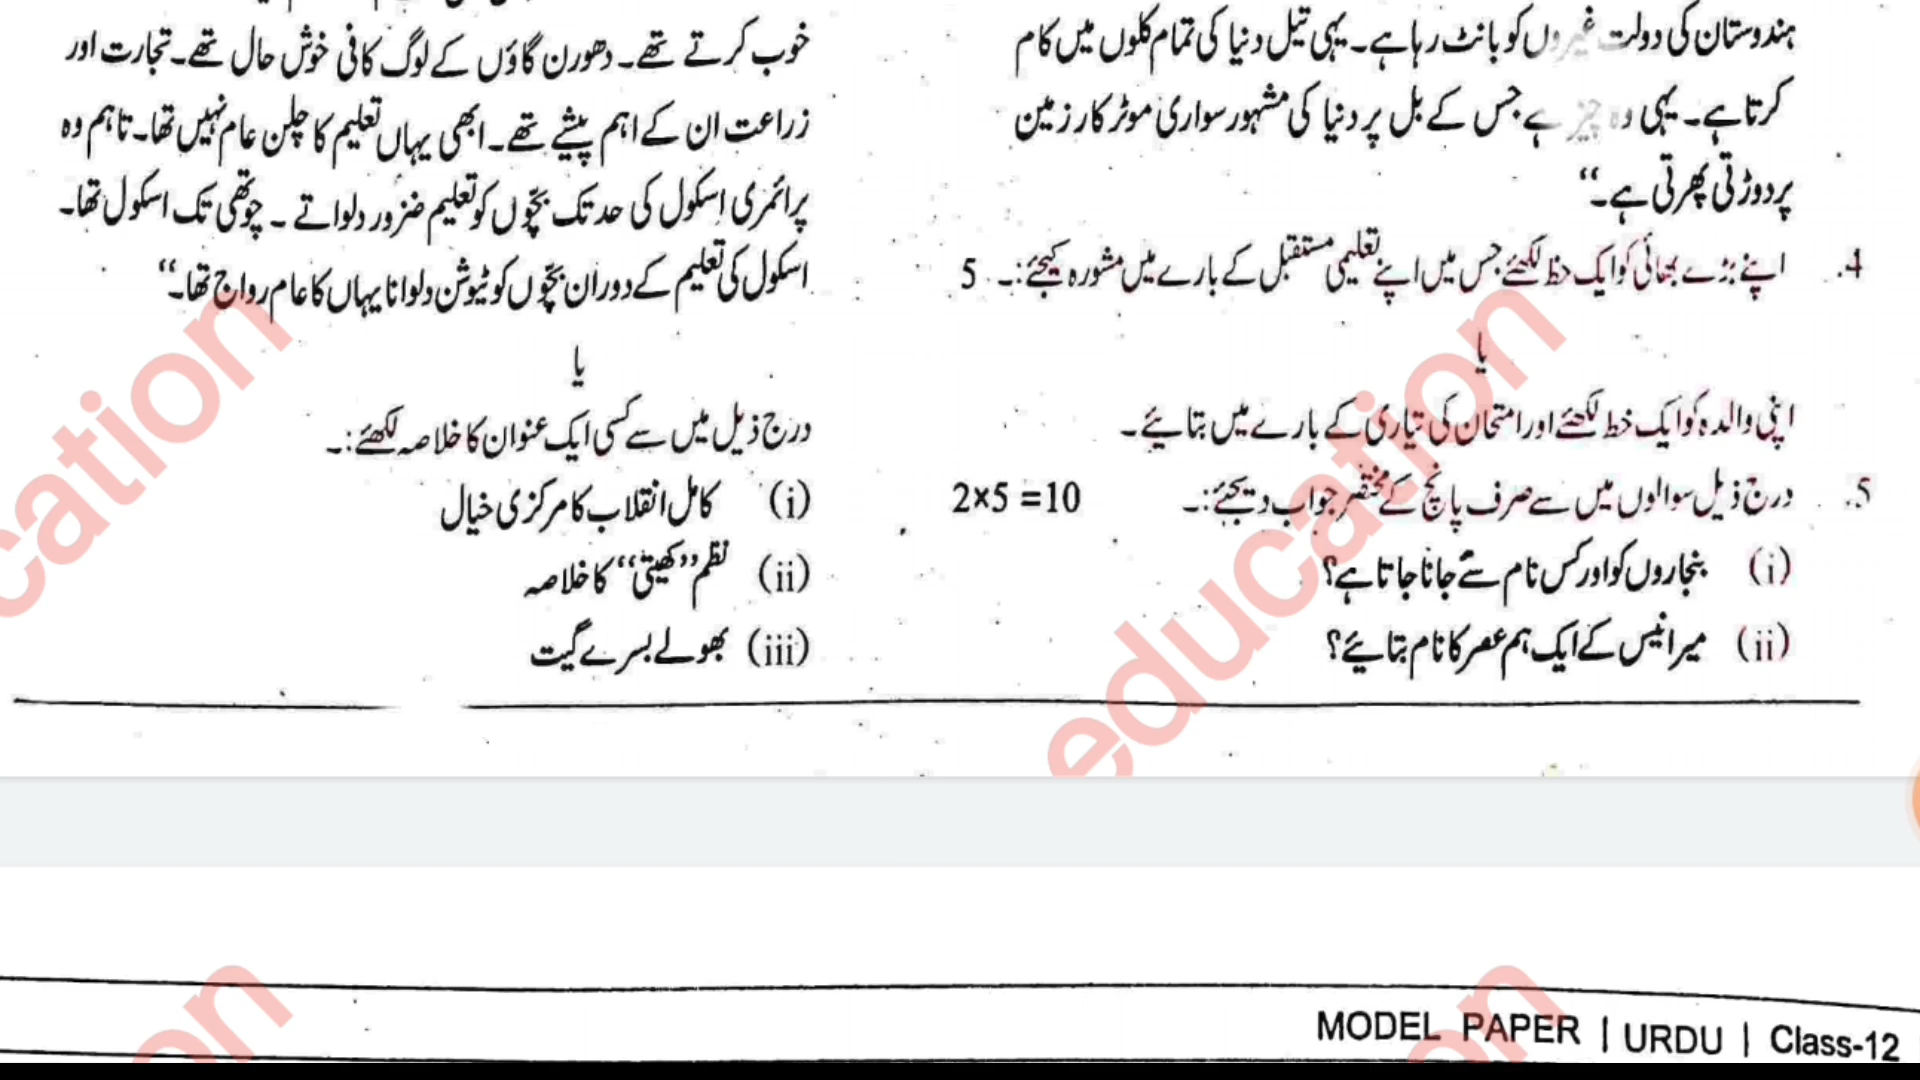 ہندوستان کی دولت غیروں کو بانٹ رہا ہے۔ یہی تیل دنیا کی تمام کلوں میں کام
کرتا ہے۔ یہی وہ چیز ہے جس کے بل پر دنیا کی مشہور سواری موٹر کار زمین
پر دوڑتی پھرتی ہے۔“
4. اپنے بڑے بھائی کو ایک خط لکھئے جس میں اپنے تعلیمی مستقبل کے بارے میں مشورہ کیجئے:۔ 5
یا
اپنی والدہ کو ایک خط لکھئے اور امتحان کی تیاری کے بارے میں بتایئے۔
5. درج ذیل سوالوں میں سے صرف پانچ کے مختصر جواب دیجئے:۔ 2×5 =10
(i) بنجاروں کو اور کس نام سے جانا جاتا ہے؟
(ii) میر انیس کے ایک ہم عصر کا نام بتایئے؟
خوب کرتے تھے۔ دھورن گاؤں کے لوگ کافی خوش حال تھے۔ تجارت اور
زراعت ان کے اہم پیشے تھے۔ ابھی یہاں تعلیم کا چلن عام نہیں تھا۔ تاہم وہ
پرائمری اسکول کی حد تک بچّوں کو تعلیم ضرور دلواتے ۔ چوتھی تک اسکول تھا۔
اسکول کی تعلیم کے دوران بچّوں کو ٹیوشن دلوانا یہاں کا عام رواج تھا۔“
یا
درج ذیل میں سے کسی ایک عنوان کا خلاصہ لکھئے:۔
(i) کامل انقلاب کا مرکزی خیال
(ii) نظم ”کھیتی“ کا خلاصہ
(iii) بھولے بسرے گیت
education
cation
MODEL PAPER | URDU | Class-12
on
on